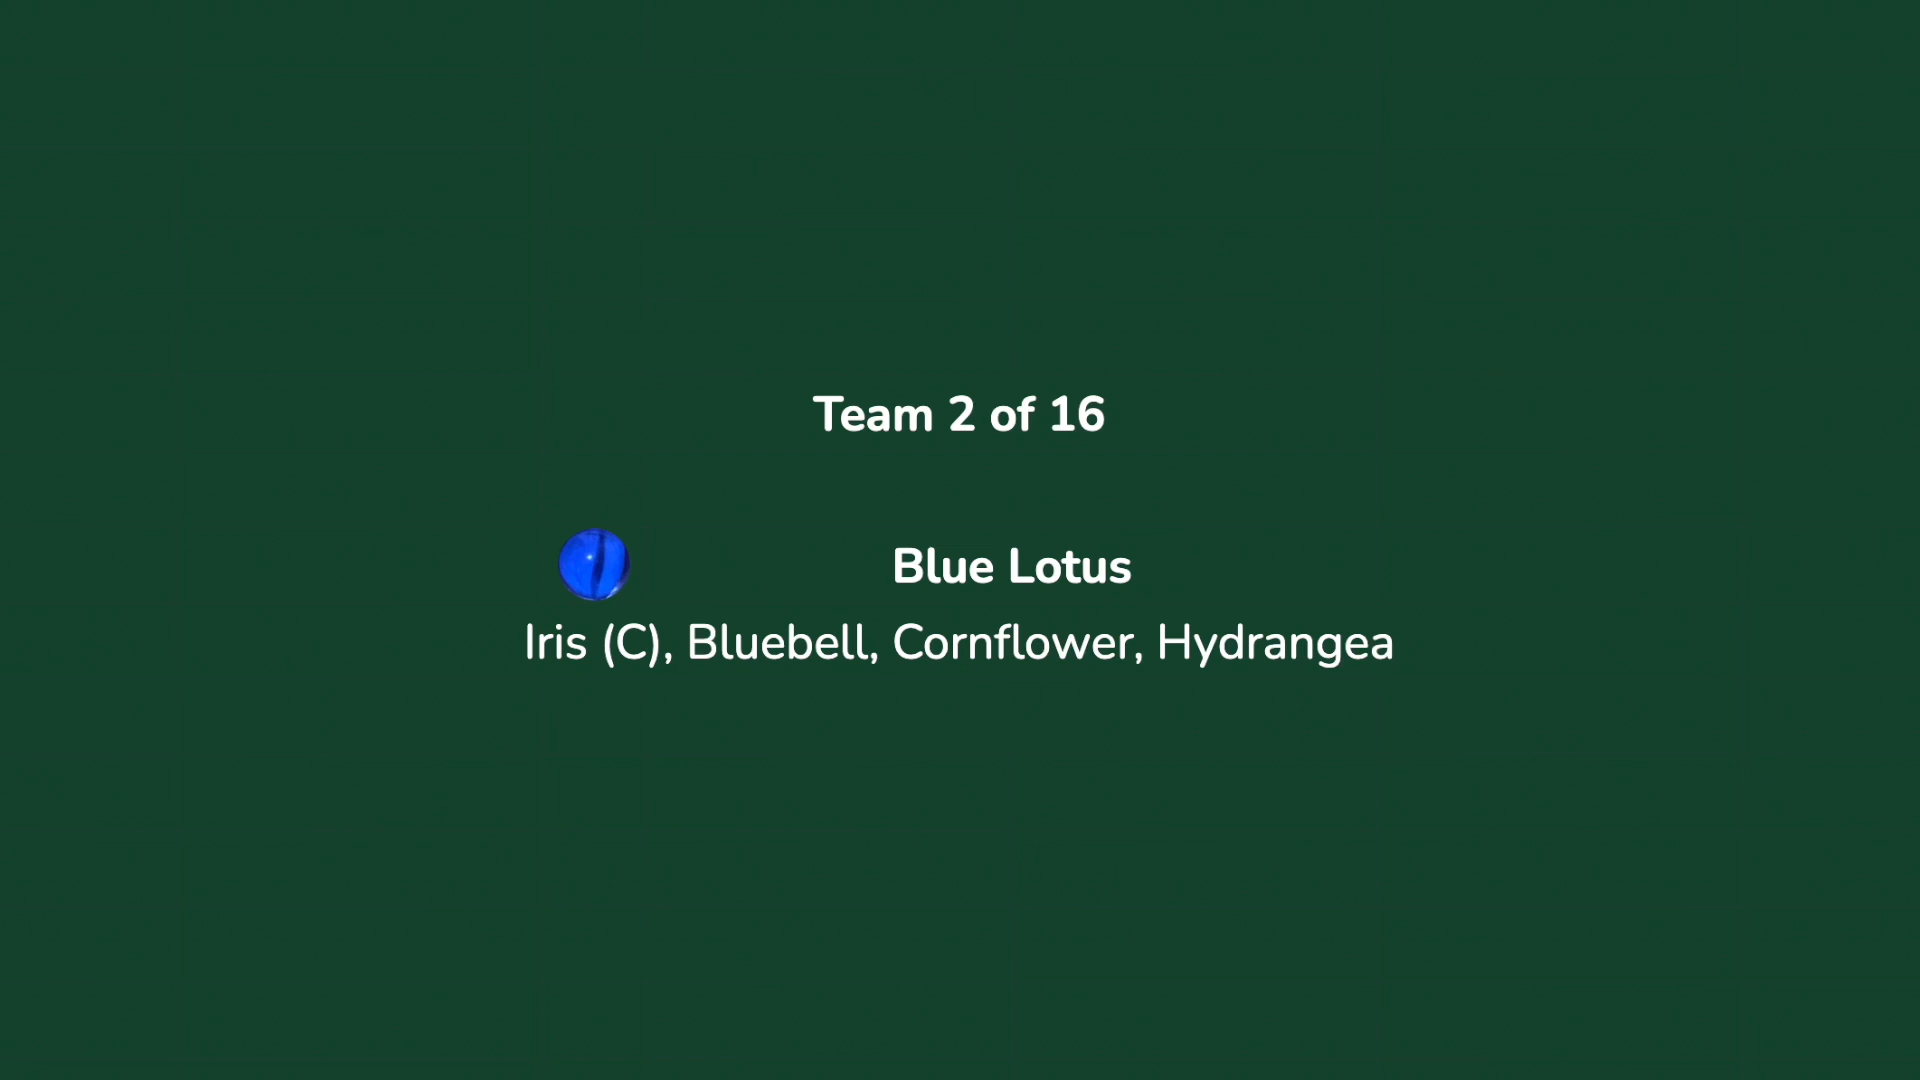 Team 2 of 16
Blue Lotus
Iris (C), Bluebell, Cornflower, Hydrangea